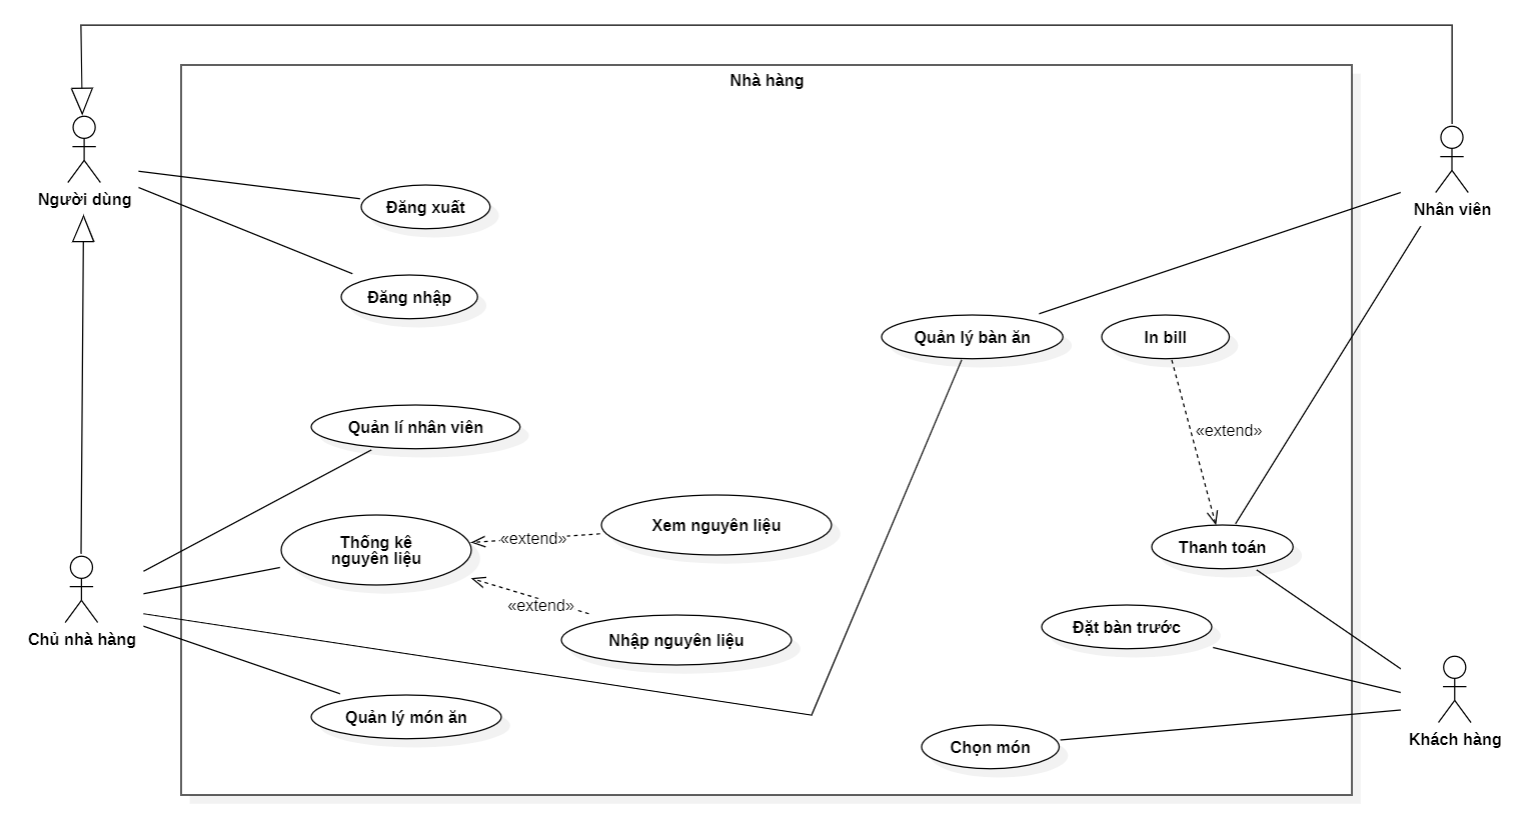 Nhà hàng
Người dùng
Đăng xuất
Nhân viên
Đăng nhập
Quản lý bàn ăn
In bill
Quản lí nhân viên
«extend»
Xem nguyên liệu
Thống kê
nguyên liệu
«extend»
Thanh toán
«extend»
Đặt bàn trước
Chủ nhà hàng
Nhập nguyên liệu
Quản lý món ăn
Chọn món
Khách hàng